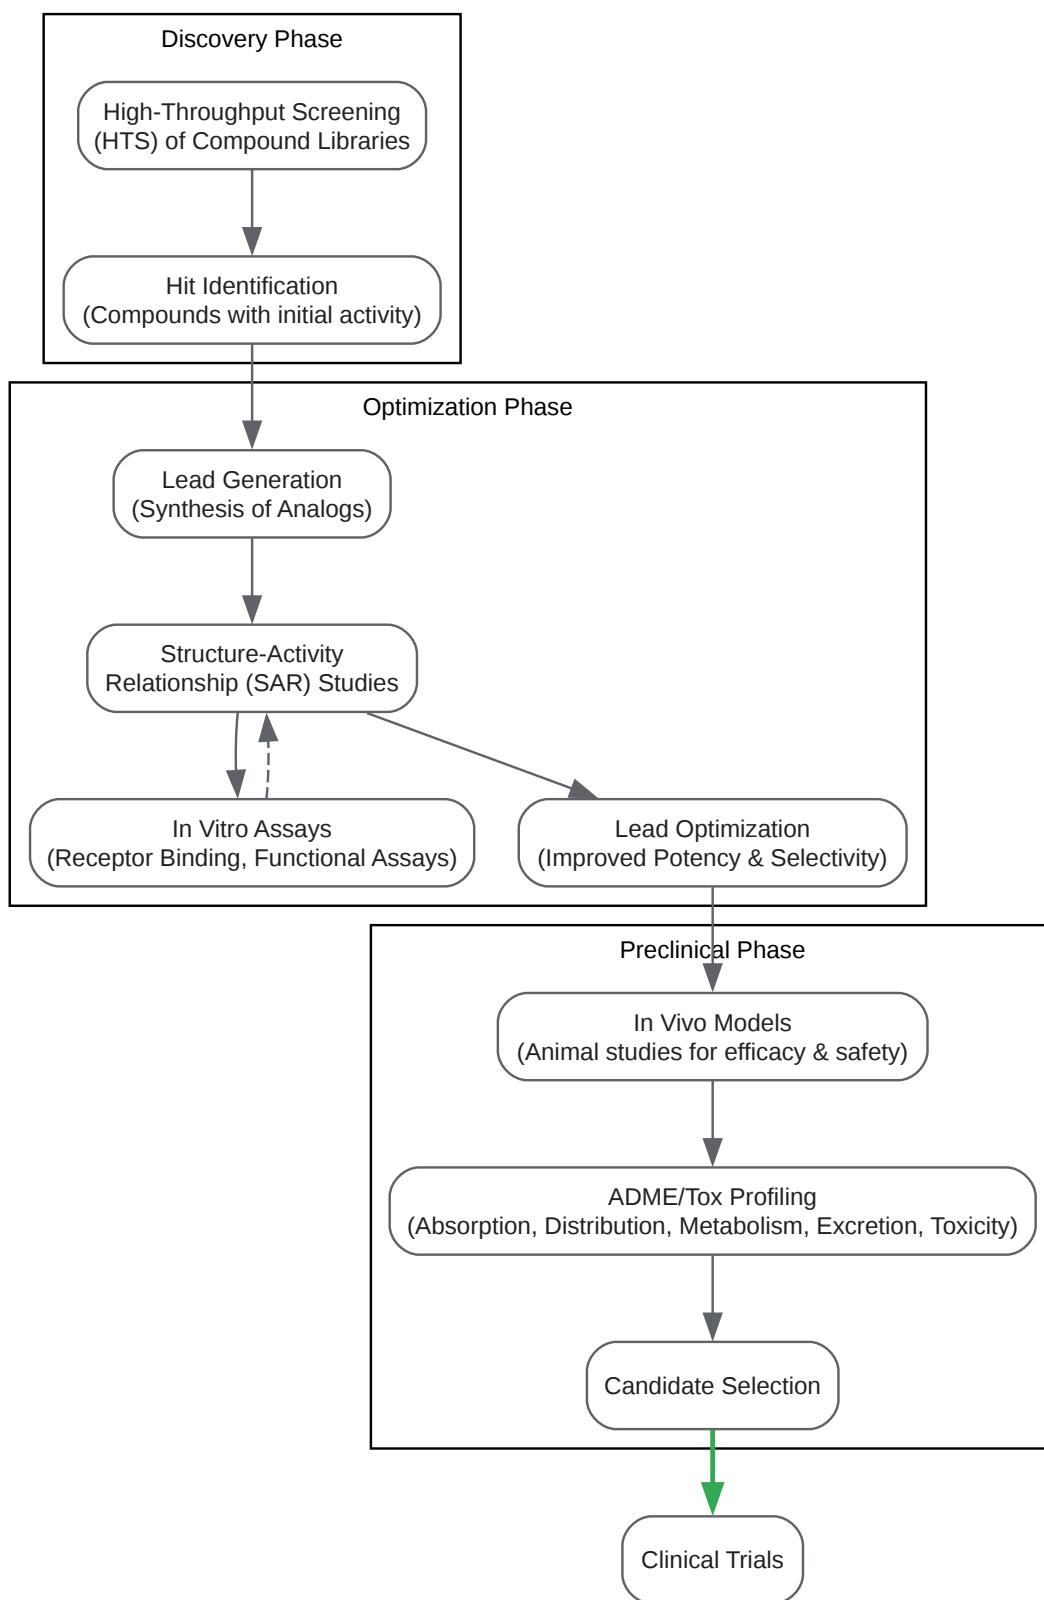 Discovery Phase
High-Throughput Screening
(HTS) of Compound Libraries
Hit Identification
(Compounds with initial activity)
Optimization Phase
Lead Generation
(Synthesis of Analogs)
Structure-Activity
Relationship (SAR) Studies
In Vitro Assays
(Receptor Binding, Functional Assays)
Lead Optimization
(Improved Potency & Selectivity)
Preclinical Phase
In Vivo Models
(Animal studies for efficacy & safety)
ADME/Tox Profiling
(Absorption, Distribution, Metabolism, Excretion, Toxicity)
Candidate Selection
Clinical Trials